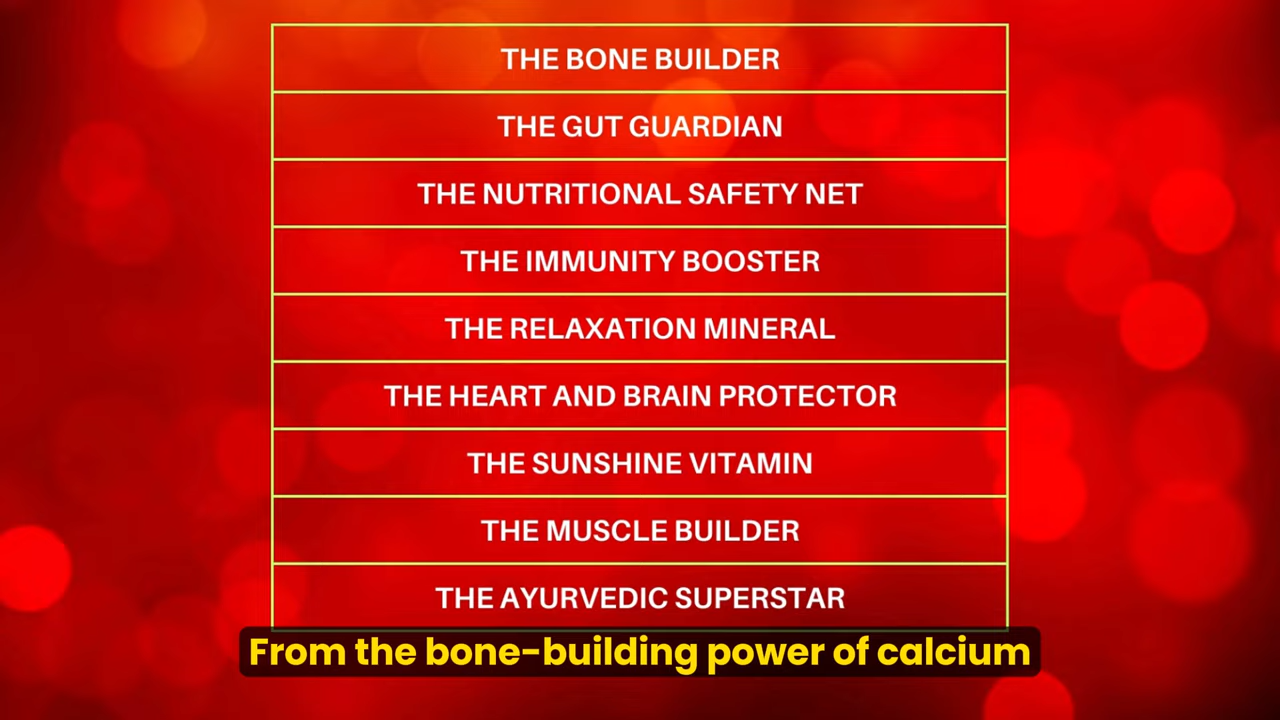 THE BONE BUILDER
THE GUT GUARDIAN
THE NUTRITIONAL SAFETY NET
THE IMMUNITY BOOSTER
THE RELAXATION MINERAL
THE HEART AND BRAIN PROTECTOR
THE SUNSHINE VITAMIN
THE MUSCLE BUILDER
THE AYURVEDIC SUPERSTAR
From the bone-building power of calcium